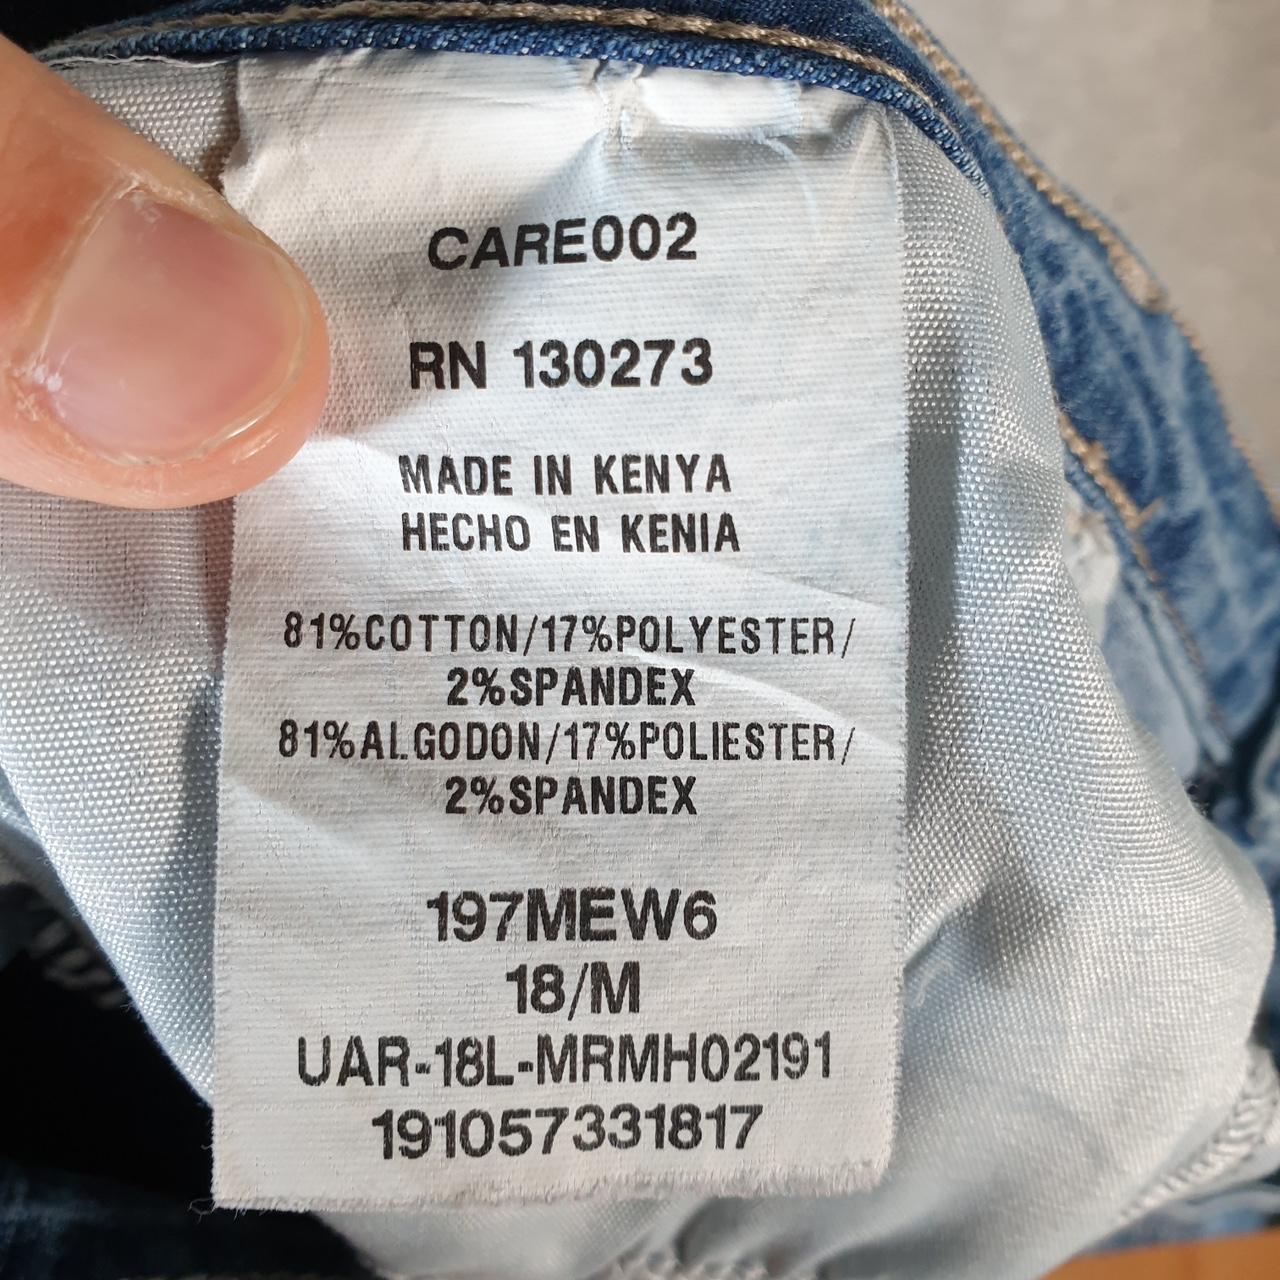 CARE002
RN 130273
MADE IN KENYA
HECHO EN KENIA
81%COTTON/17%POLYESTER/
2%SPANDEX
81%ALGODON/17%POLIESTER/
2%SPANDEX
197MEW6
18/M
UAR-18L-MRMH02191
191057331817